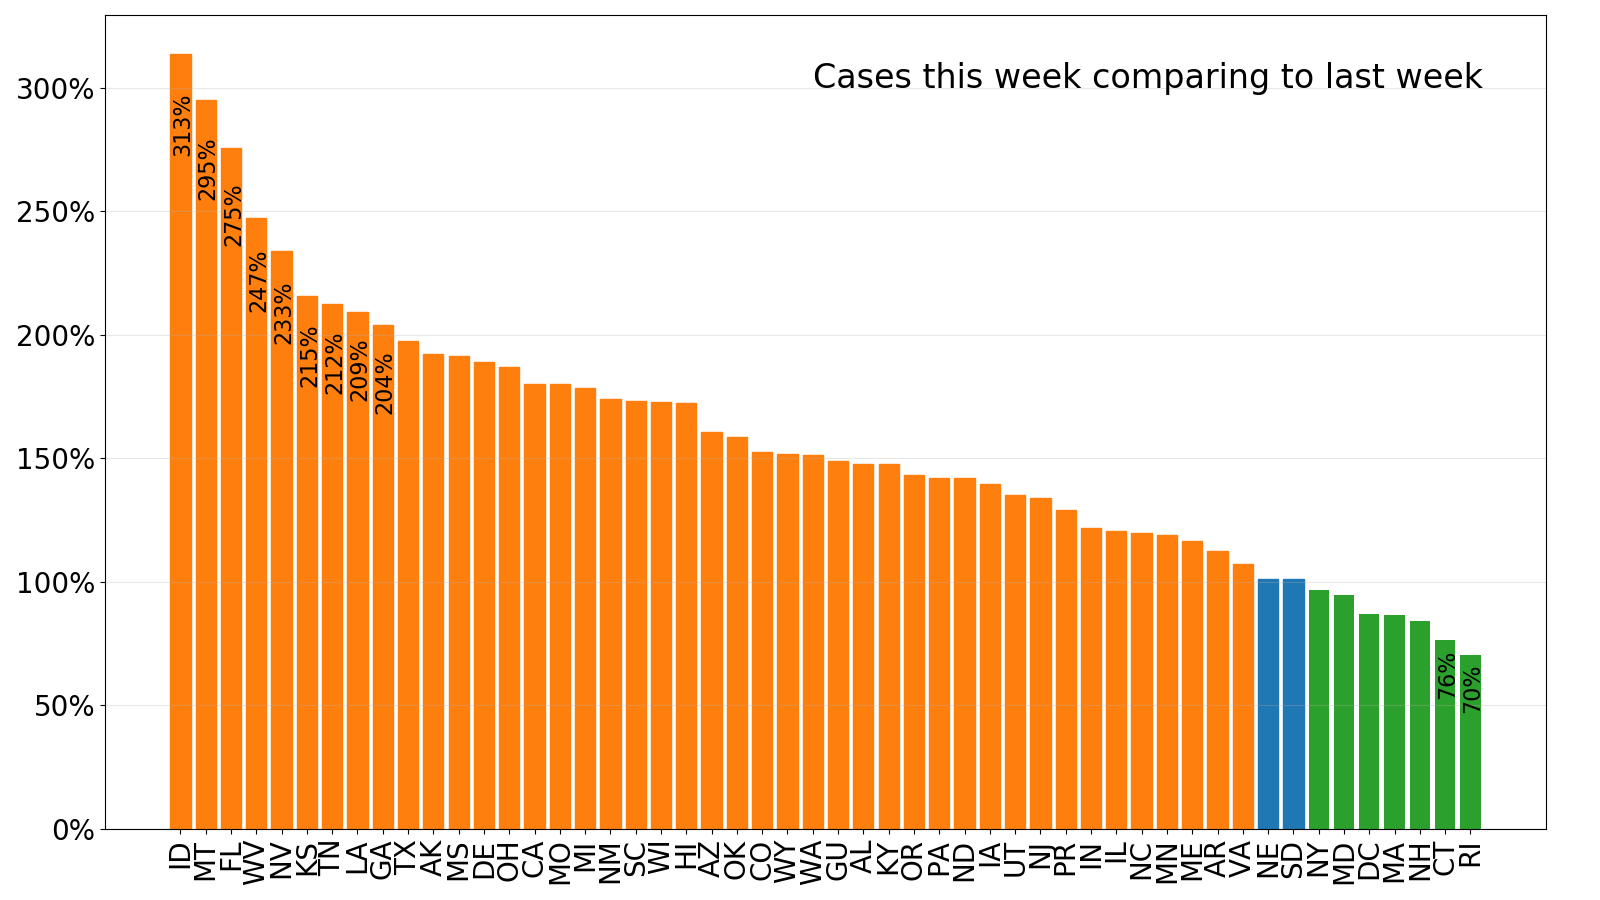 Cases this week comparing to last week
300%
250%
200%
150%
100%
50%
0%
313%
295%
275%
247%
233%
215%
212%
209%
204%
76%
70%
ID
MT
FL
WV
NV
KS
TN
LA
GA
TX
AK
MS
DE
OH
CA
MO
MI
NM
SC
WI
HI
AZ
OK
CO
WY
WA
GU
AL
KY
OR
PA
ND
IA
UT
NJ
PR
IN
IL
NC
MN
ME
AR
VA
NE
SD
NY
MD
DC
MA
NH
CT
RI